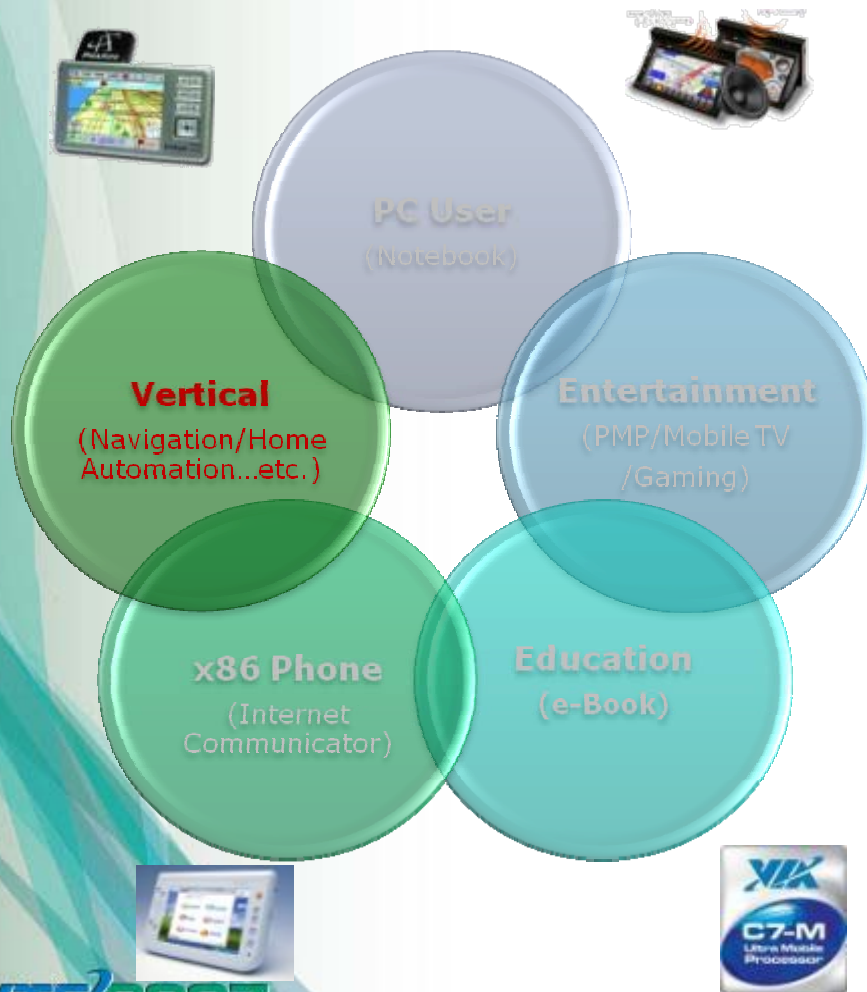 PC User
(Notebook)
Vertical
(Navigation/Home
Automation...etc.)
Entertainment
(PMP/Mobile TV
/Gaming)
x86 Phone
(Internet
Communicator)
Education
(e-Book)
VIA
C7-M
Ultra Mobile
Processor